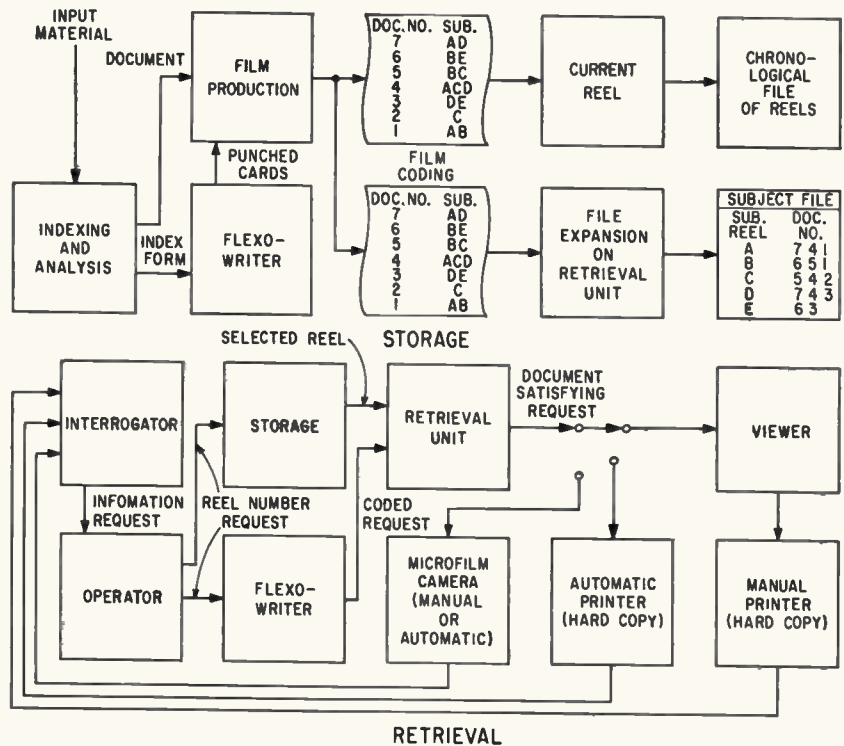 INPUT
MATERIAL
DOCUMENT
FILM
PRODUCTION
DOC. NO. SUB.
7 AD
6 BE
5 BC
4 ACD
3 DE
2 C
1 AB
CURRENT
REEL
CHRONO-
LOGICAL
FILE
OF REELS
PUNCHED
CARDS
FILM
CODING
INDEXING
AND
ANALYSIS
INDEX
FORM
FLEXO-
WRITER
DOC. NO. SUB.
7 AD
6 BE
5 BC
4 ACD
3 DE
2 C
1 AB
FILE
EXPANSION
ON
RETRIEVAL
UNIT
SUBJECT FILE
SUB. DOC.
REEL NO.
A 7 4 1
B 6 5 1
C 5 4 2
D 7 4 3
E 6 3
STORAGE
SELECTED REEL
INTERROGATOR
STORAGE
RETRIEVAL
UNIT
DOCUMENT
SATISFYING
REQUEST
VIEWER
INFOMATION
REQUEST
REEL NUMBER
REQUEST
CODED
REQUEST
OPERATOR
FLEXO-
WRITER
MICROFILM
CAMERA
(MANUAL
OR
AUTOMATIC)
AUTOMATIC
PRINTER
(HARD COPY)
MANUAL
PRINTER
(HARD COPY)
RETRIEVAL